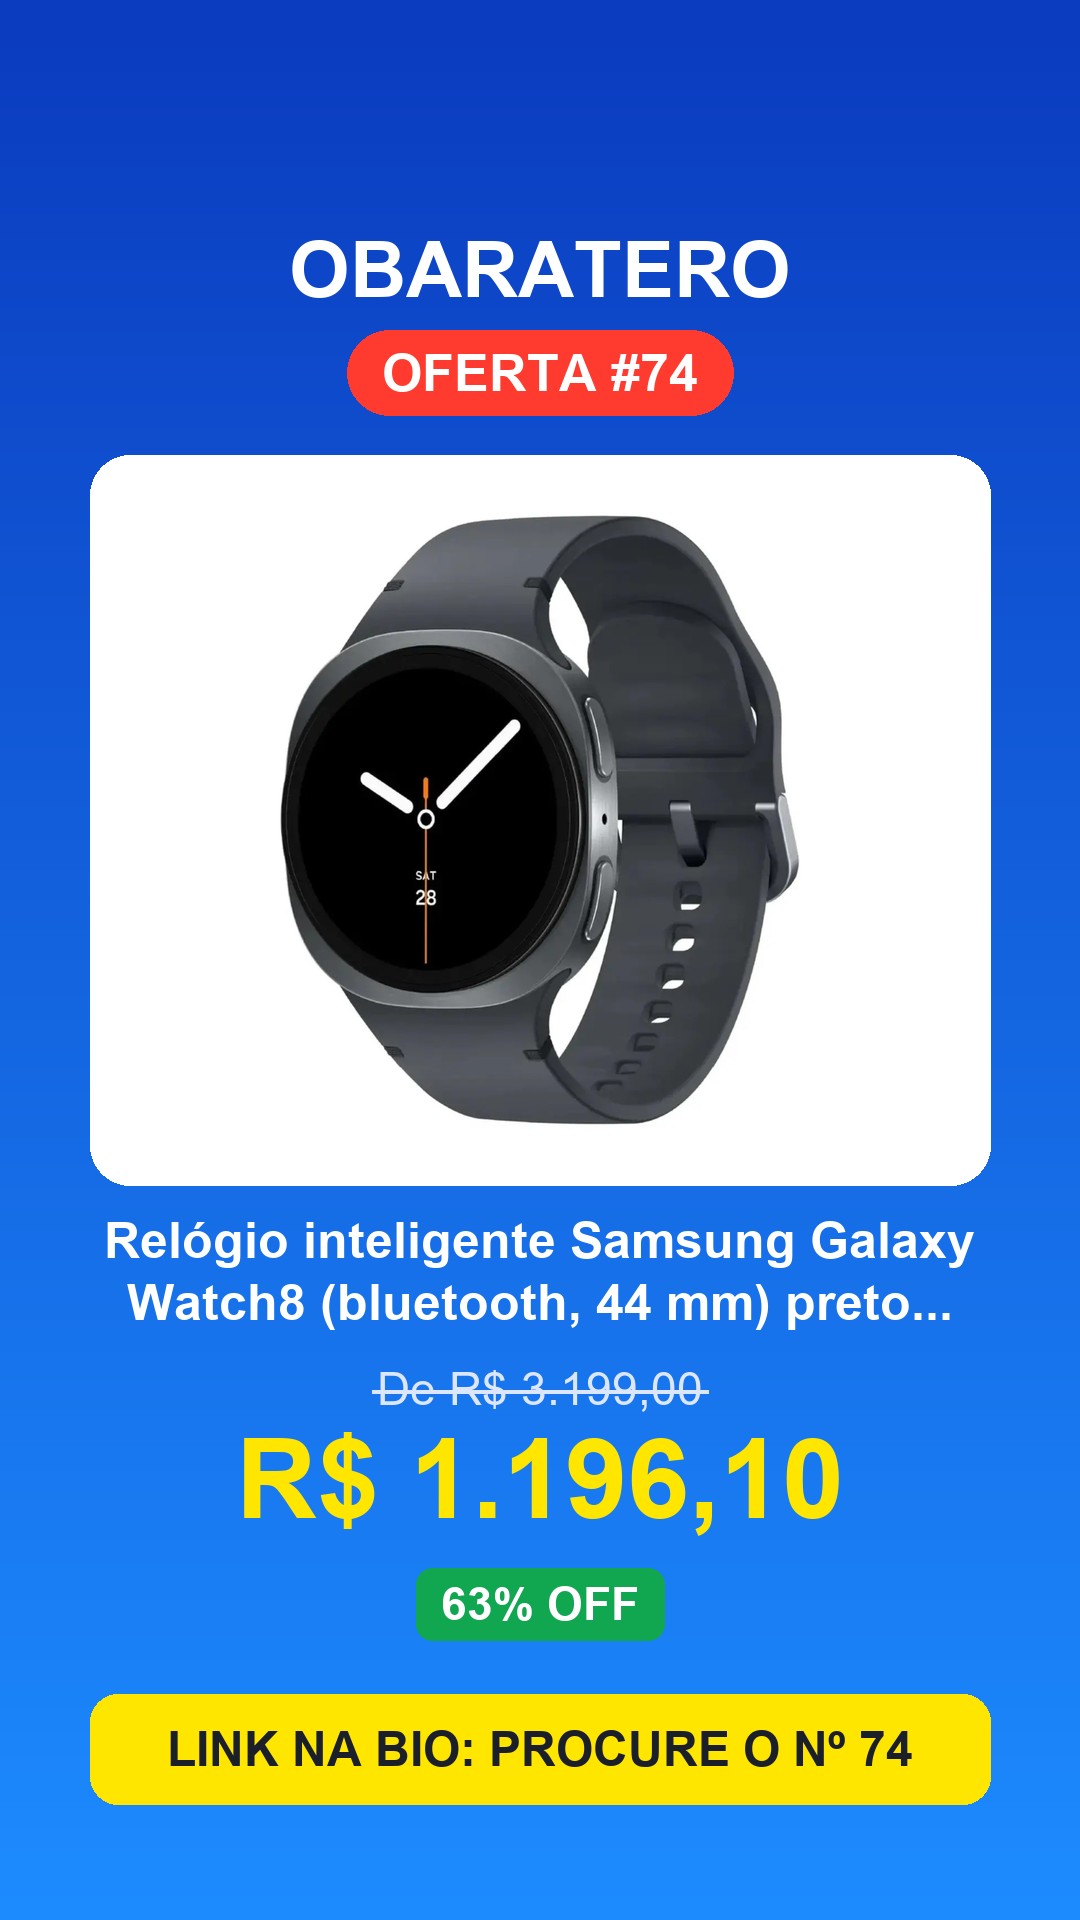 OBARATERO
OFERTA #74
SAT
28
Relógio inteligente Samsung Galaxy
Watch8 (bluetooth, 44 mm) preto...
De R$ 3.199,00
R$ 1.196,10
63% OFF
LINK NA BIO: PROCURE O Nº 74